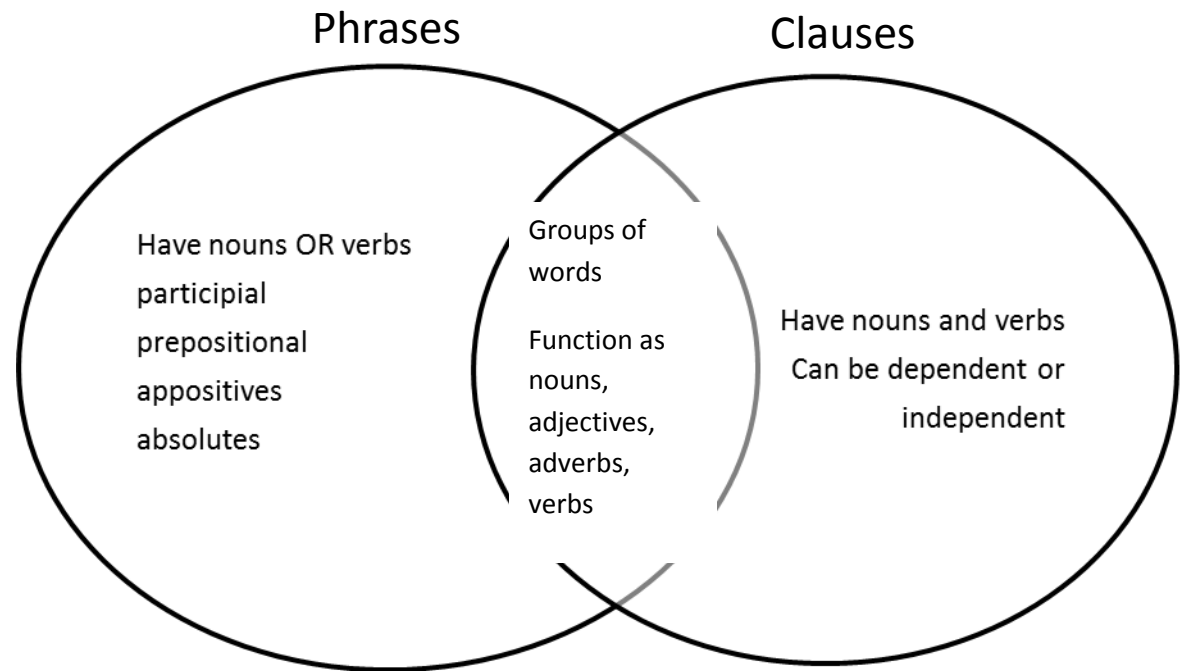 Phrases
Clauses
Have nouns OR verbs
participial
prepositional
appositives
absolutes
Groups of
words
Function as
nouns,
adjectives,
adverbs,
verbs
Have nouns and verbs
Can be dependent or
independent